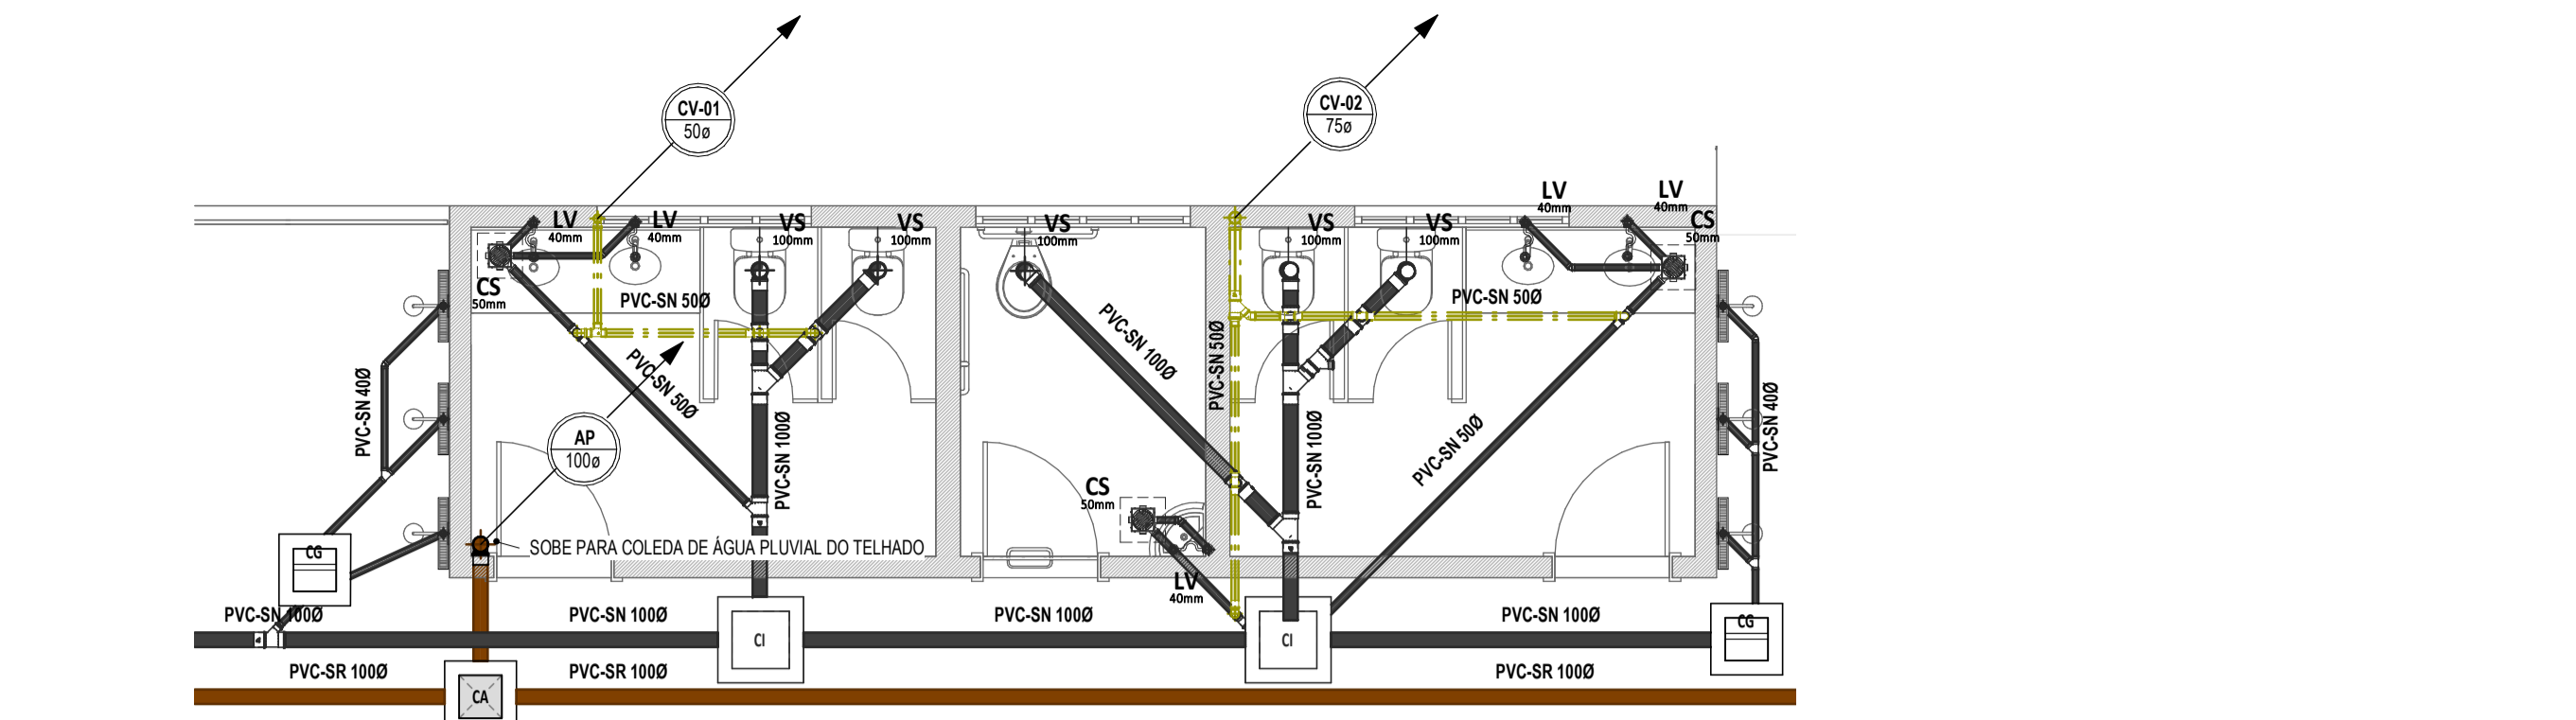 CV-01
50ø
CV-02
75ø
LV
40mm
LV
40mm
VS
100mm
VS
100mm
VS
100mm
VS
100mm
VS
100mm
LV
40mm
LV
40mm
CS
50mm
CS
50mm
PVC-SN 50Ø
PVC-SN 50Ø
PVC-SN 100Ø
PVC-SN 50Ø
PVC-SN 50Ø
PVC-SN 40Ø
PVC-SN 40Ø
AP
100ø
PVC-SN 100Ø
PVC-SN 100Ø
PVC-SN 50Ø
CS
50mm
SOBE PARA COLEDA DE ÁGUA PLUVIAL DO TELHADO
CG
LV
40mm
PVC-SN 100Ø
PVC-SN 100Ø
PVC-SN 100Ø
PVC-SN 100Ø
CG
CI
CI
PVC-SR 100Ø
PVC-SR 100Ø
PVC-SR 100Ø
CA